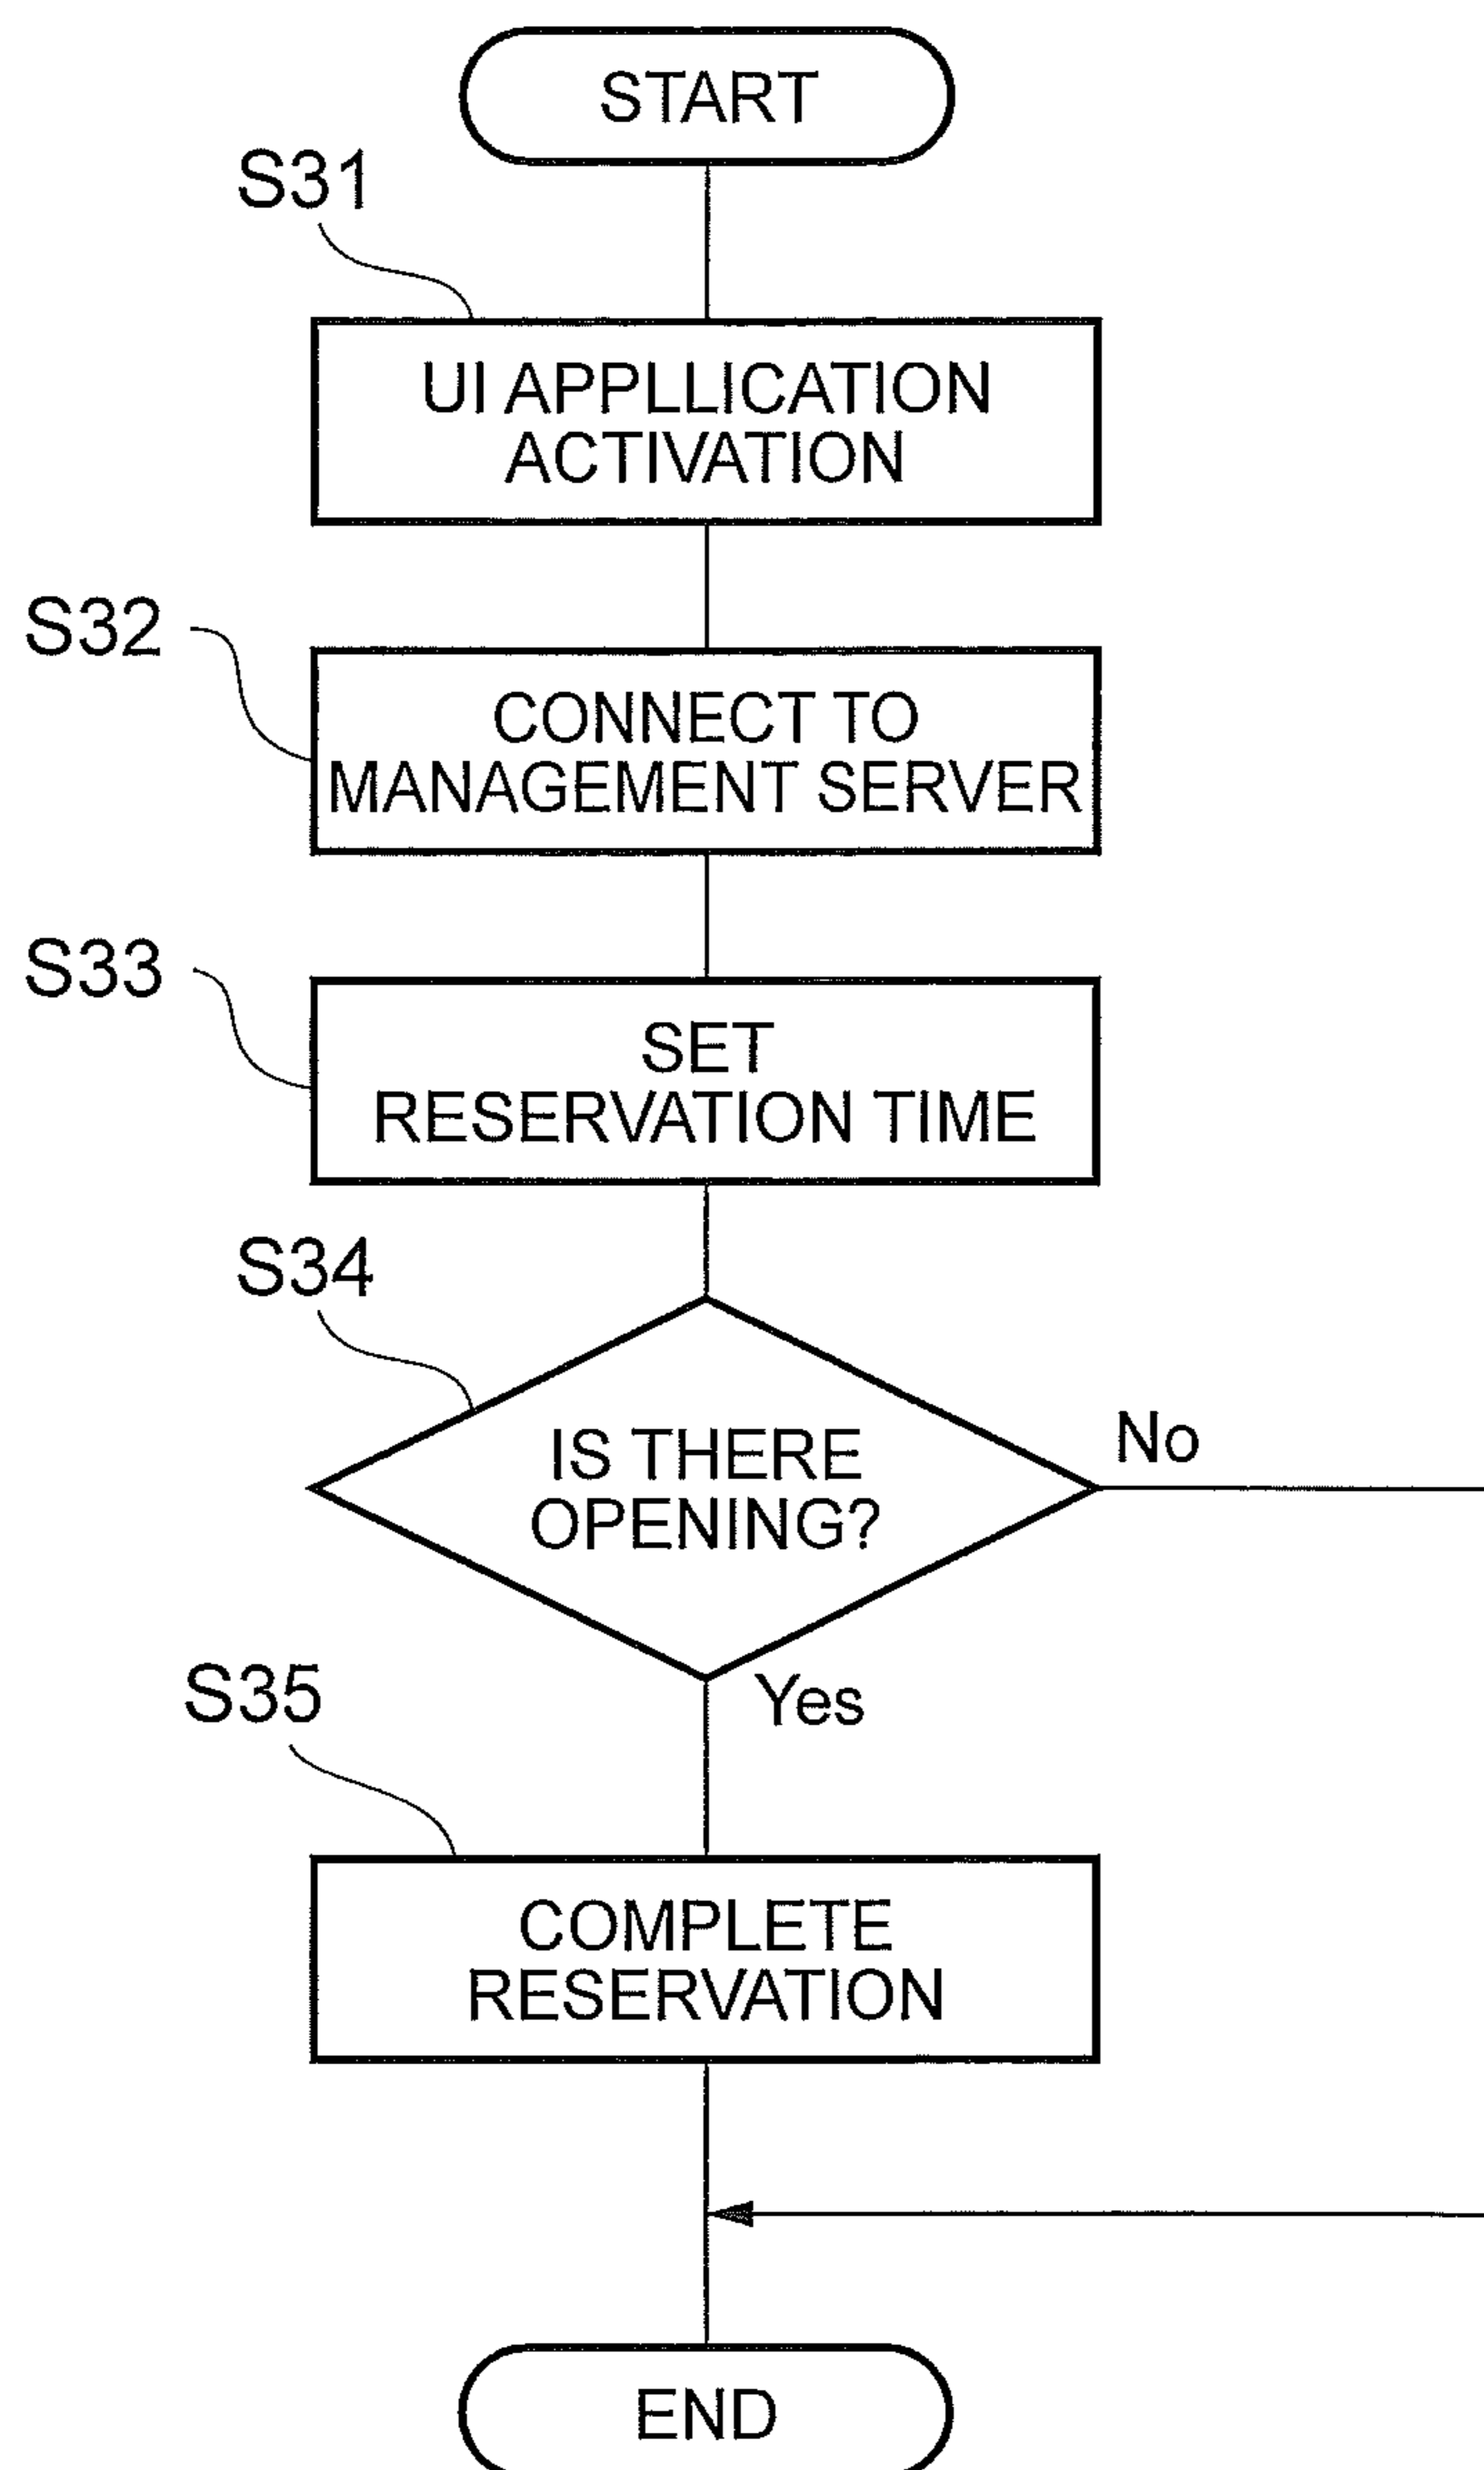 START
S31
UI APPLLICATION
ACTIVATION
S32
CONNECT TO
MANAGEMENT SERVER
S33
SET
RESERVATION TIME
S34
IS THERE
OPENING?
No
Yes
S35
COMPLETE
RESERVATION
END